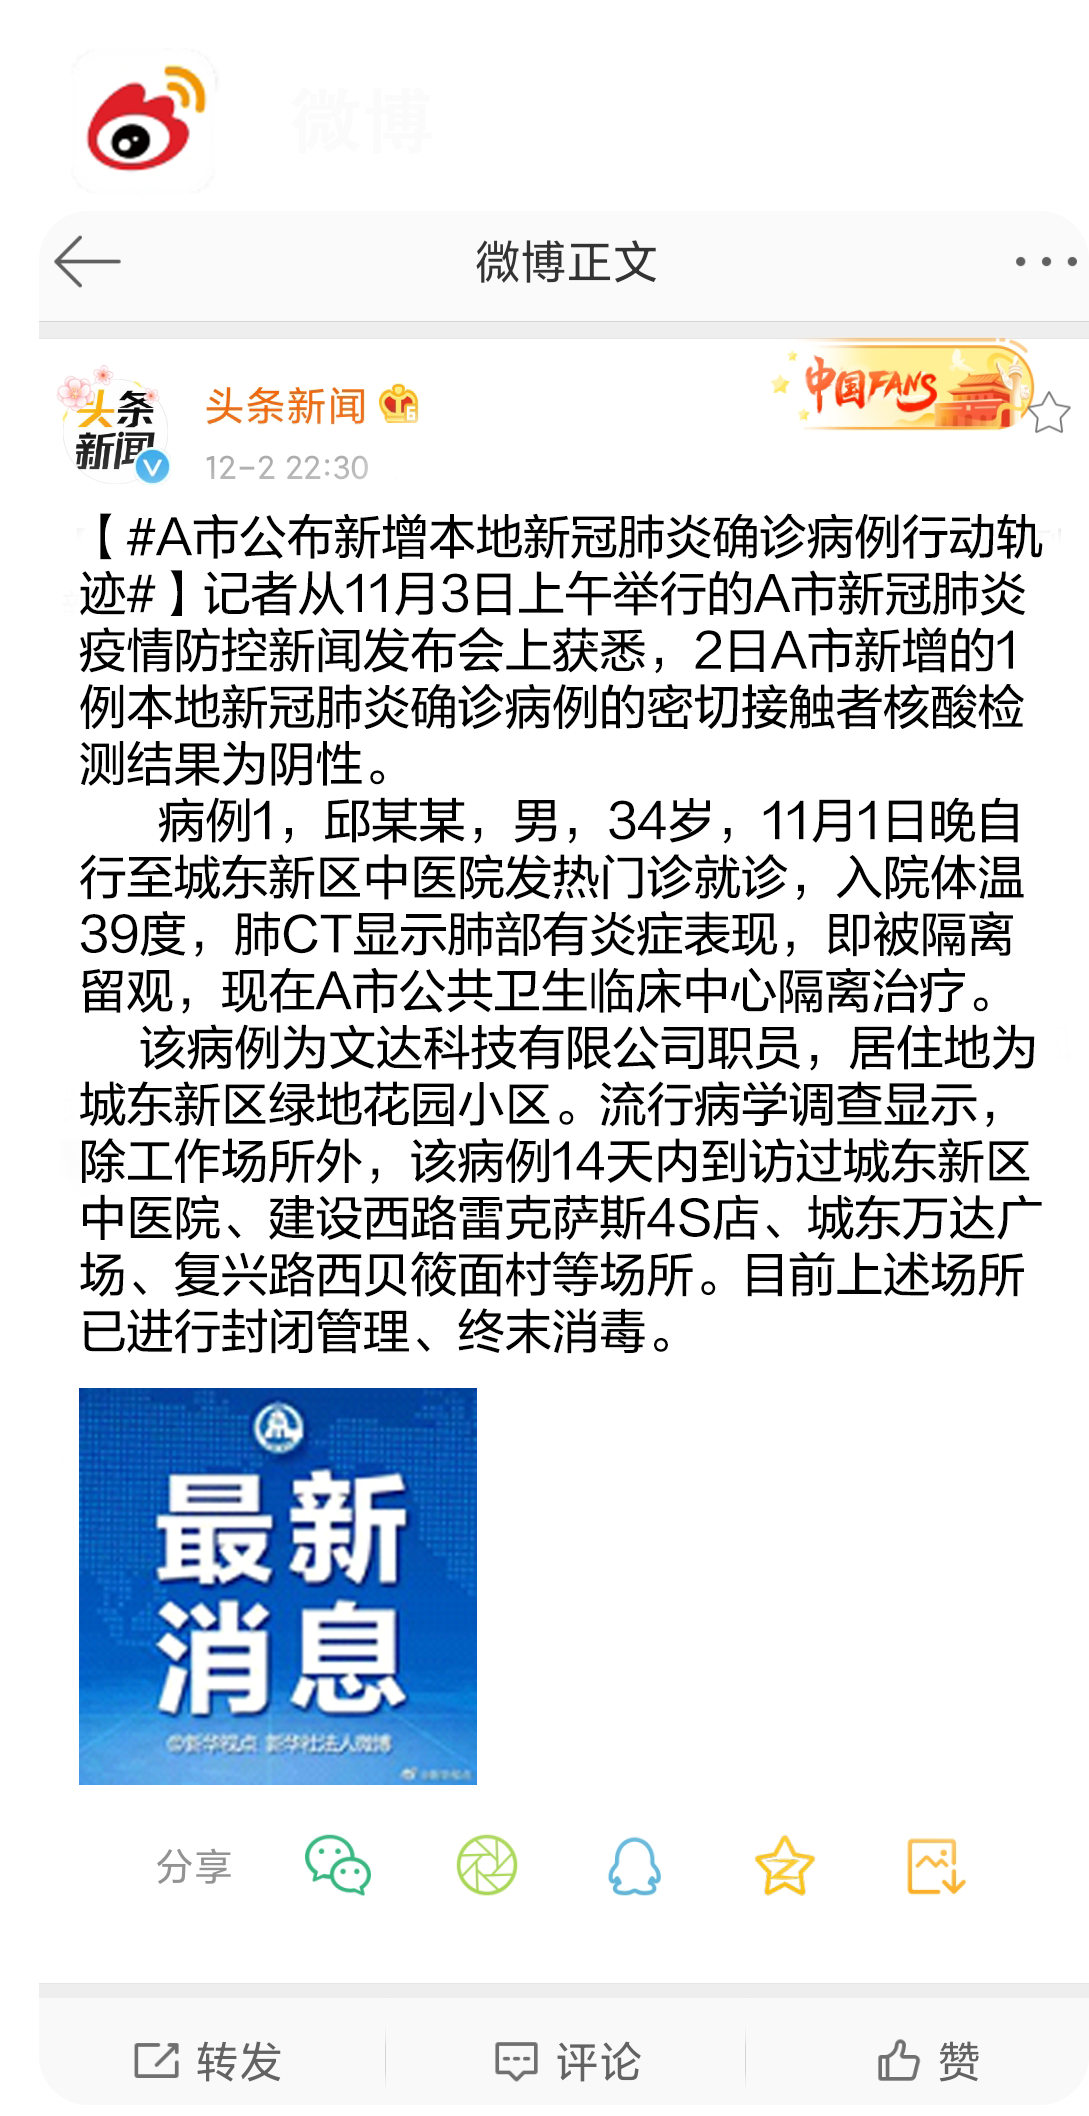 微博
微博正文
头条
新闻
头条新闻
中国FANS
12-2 22:30
【#A市公布新增本地新冠肺炎确诊病例行动轨
迹#】记者从11月3日上午举行的A市新冠肺炎
疫情防控新闻发布会上获悉，2日A市新增的1
例本地新冠肺炎确诊病例的密切接触者核酸检
测结果为阴性。
病例1，邱某某，男，34岁，11月1日晚自
行至城东新区中医院发热门诊就诊，入院体温
39度，肺CT显示肺部有炎症表现，即被隔离
留观，现在A市公共卫生临床中心隔离治疗。
该病例为文达科技有限公司职员，居住地为
城东新区绿地花园小区。流行病学调查显示，
除工作场所外，该病例14天内到访过城东新区
中医院、建设西路雷克萨斯4S店、城东万达广
场、复兴路西贝莜面村等场所。目前上述场所
已进行封闭管理、终末消毒。
最新
消息
@新华视点 新华社法人微博
分享
转发
评论
赞